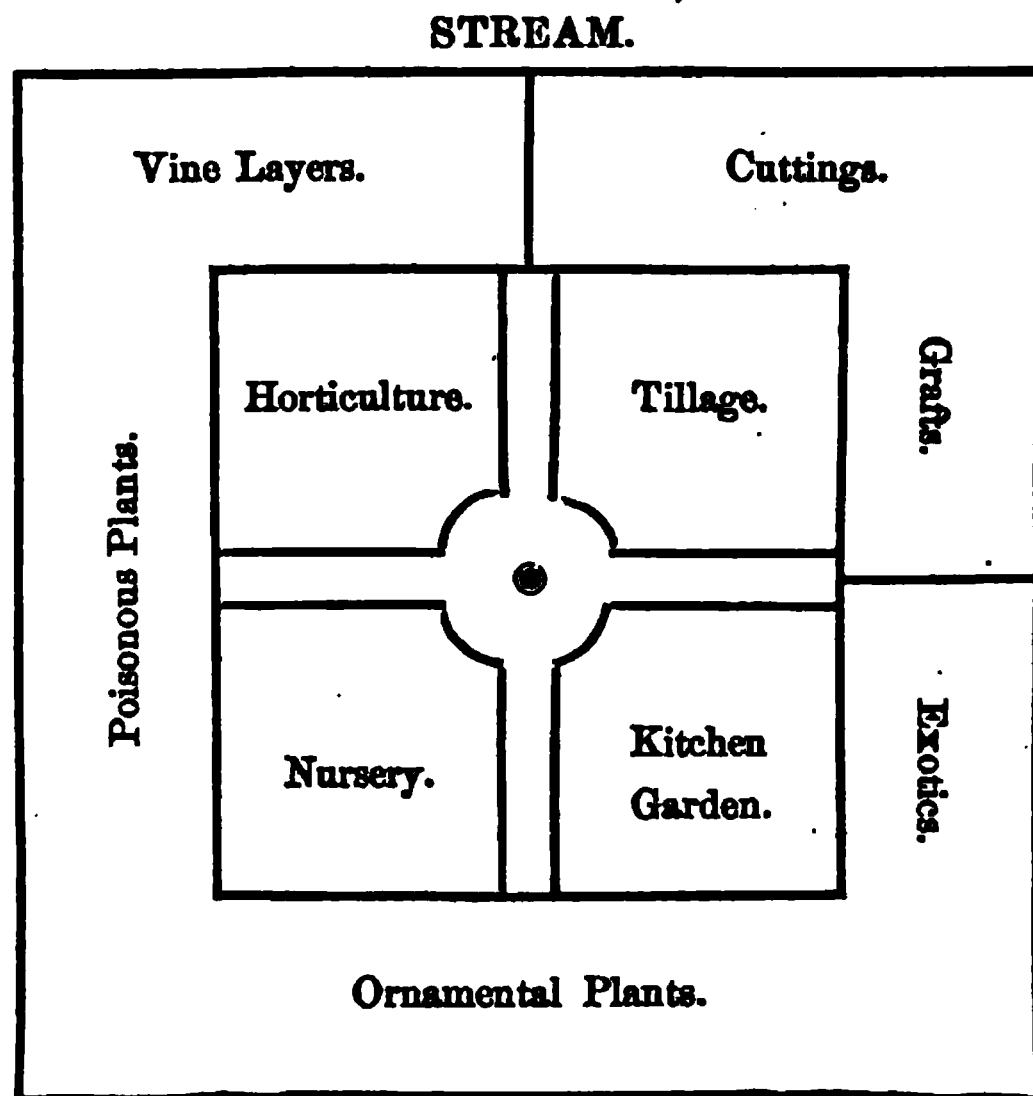 STREAM.
Vine Layers.
Cuttings.
Horticulture.
Tillage.
Grafts.
Poisonous Plants.
Nursery.
Kitchen
Garden.
Exotics.
Ornamental Plants.